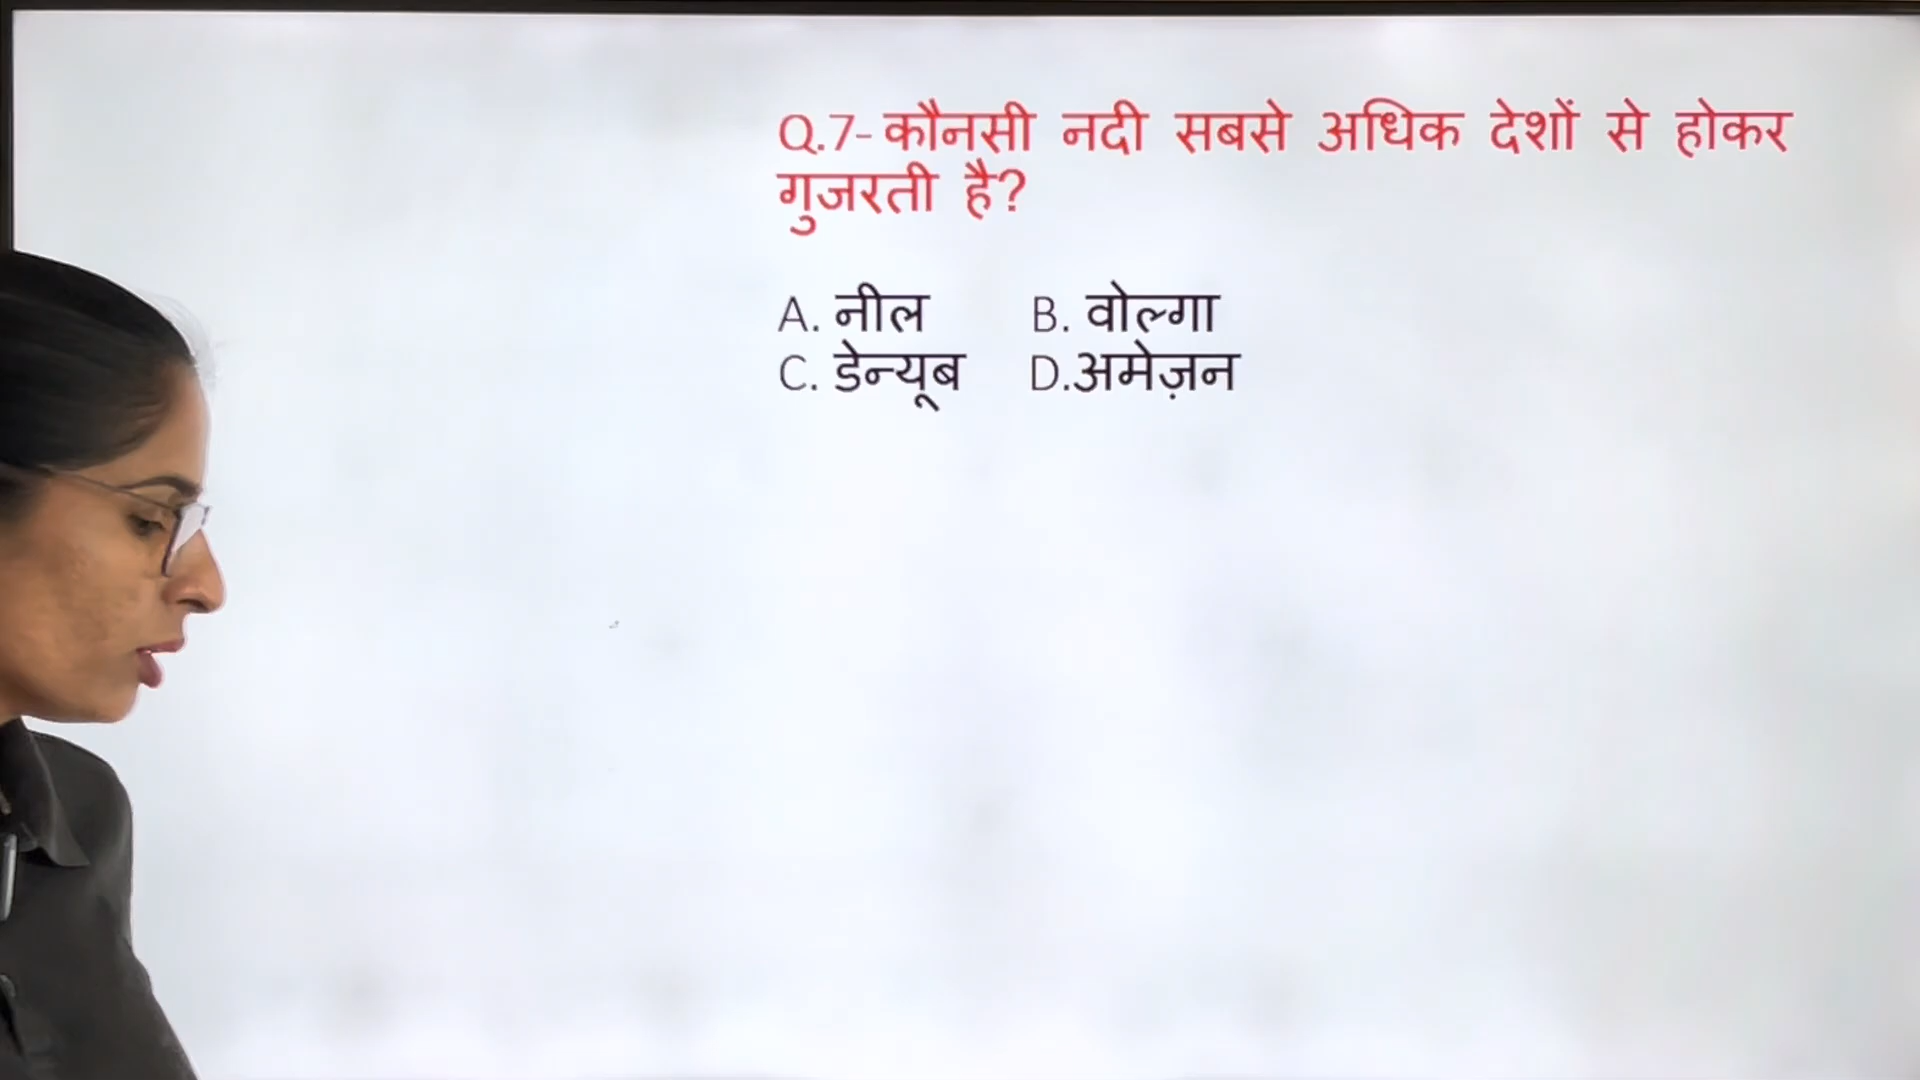 Q.7- कौनसी नदी सबसे अधिक देशों से होकर
गुजरती है?
A. नील B. वोल्गा
C. डेन्यूब D.अमेज़न